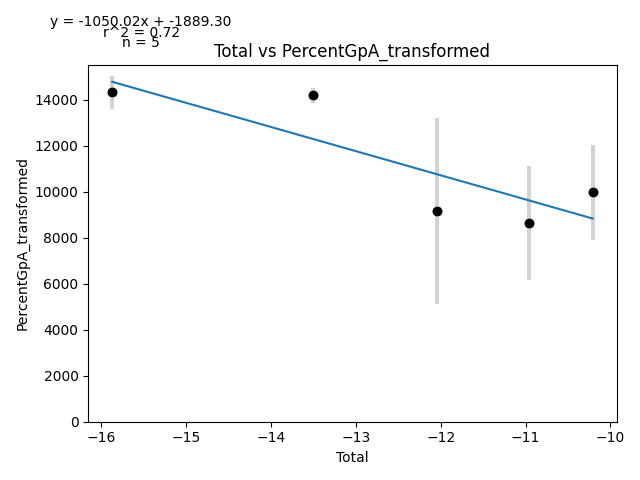 y = -1050.02x + -1889.30
r^2 = 0.72
n = 5
Total vs PercentGpA_transformed
PercentGpA_transformed
14000
12000
10000
8000
6000
4000
2000
0
−16 −15 −14 −13 −12 −11 −10
Total